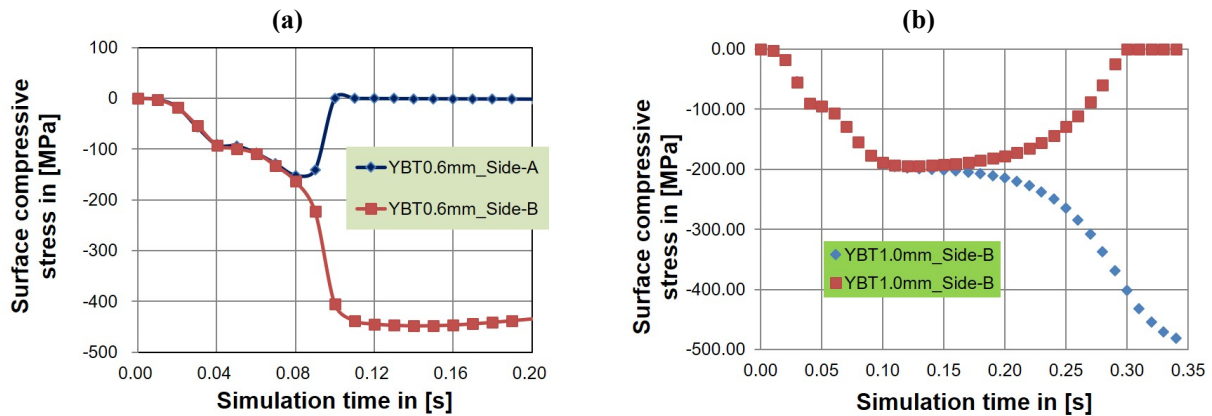 (a)
Surface compressive
stress in [MPa]
100
0
-100
-200
-300
-400
-500
YBT0.6mm_Side-A
YBT0.6mm_Side-B
0.00 0.04 0.08 0.12 0.16 0.20
Simulation time in [s]
(b)
Surface compressive
stress in [MPa]
0.00
-100.00
-200.00
-300.00
-400.00
-500.00
YBT1.0mm_Side-B
YBT1.0mm_Side-B
0.00 0.05 0.10 0.15 0.20 0.25 0.30 0.35
Simulation time in [s]